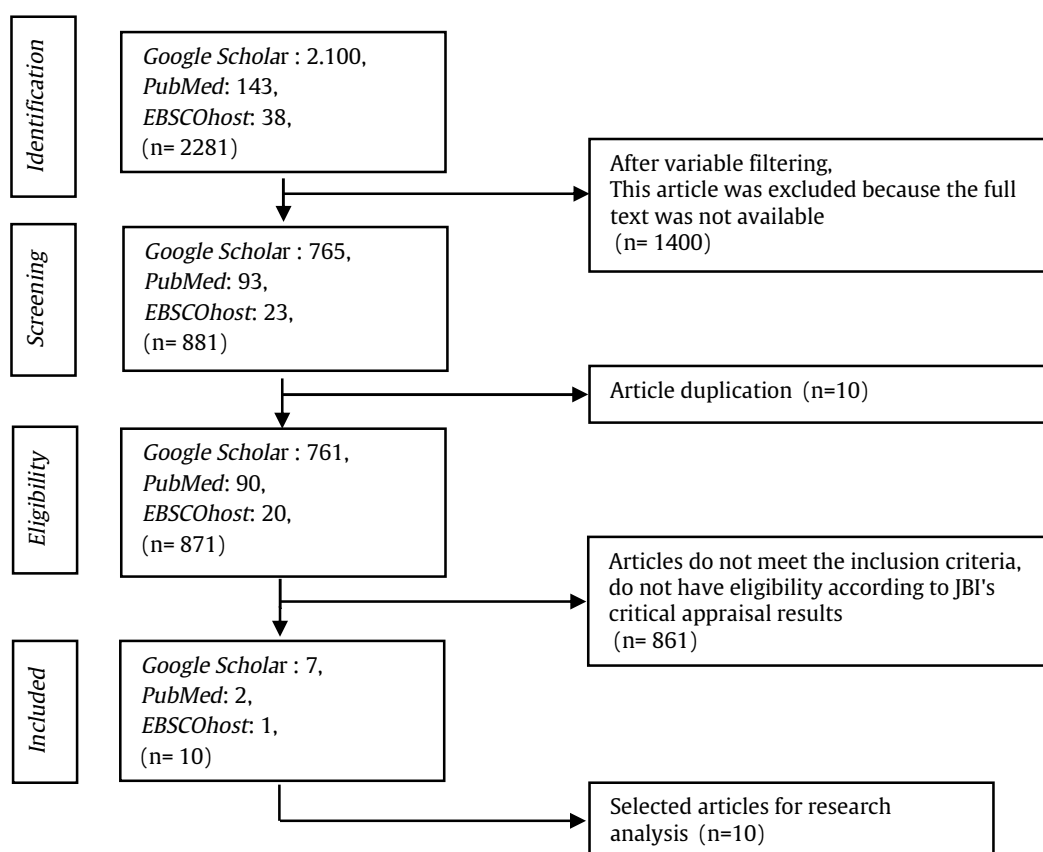 Identification
Google Scholar : 2.100,
PubMed: 143,
EBSCOhost: 38,
(n= 2281)
After variable filtering,
This article was excluded because the full
text was not available
(n= 1400)
Screening
Google Scholar : 765,
PubMed: 93,
EBSCOhost: 23,
(n= 881)
Article duplication (n=10)
Eligibility
Google Scholar : 761,
PubMed: 90,
EBSCOhost: 20,
(n= 871)
Articles do not meet the inclusion criteria,
do not have eligibility according to JBI's
critical appraisal results
(n= 861)
Included
Google Scholar : 7,
PubMed: 2,
EBSCOhost: 1,
(n= 10)
Selected articles for research
analysis (n=10)